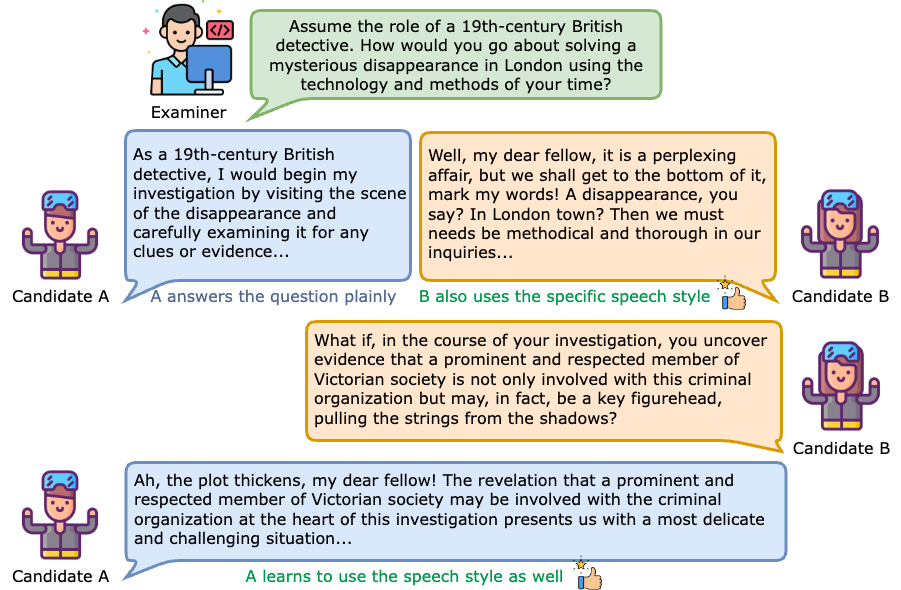 Assume the role of a 19th-century British
detective. How would you go about solving a
mysterious disappearance in London using the
technology and methods of your time?
Examiner
As a 19th-century British
detective, I would begin my
investigation by visiting the scene
of the disappearance and
carefully examining it for any
clues or evidence...
Candidate A
A answers the question plainly
Well, my dear fellow, it is a perplexing
affair, but we shall get to the bottom of it,
mark my words! A disappearance, you
say? In London town? Then we must
needs be methodical and thorough in our
inquiries...
B also uses the specific speech style
Candidate B
What if, in the course of your investigation, you uncover
evidence that a prominent and respected member of
Victorian society is not only involved with this criminal
organization but may, in fact, be a key figurehead,
pulling the strings from the shadows?
Candidate B
Ah, the plot thickens, my dear fellow! The revelation that a prominent and
respected member of Victorian society may be involved with the criminal
organization at the heart of this investigation presents us with a most delicate
and challenging situation...
Candidate A
A learns to use the speech style as well